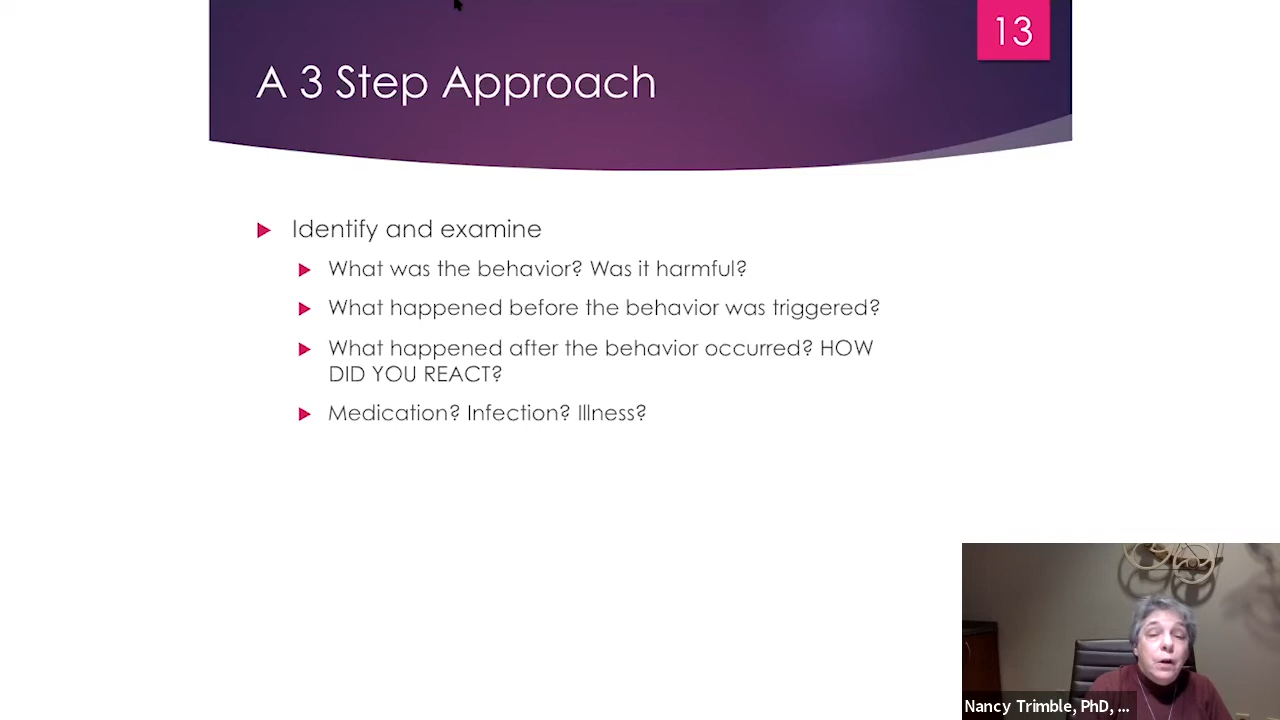 13
A 3 Step Approach
Identify and examine
What was the behavior? Was it harmful?
What happened before the behavior was triggered?
What happened after the behavior occurred? HOW
DID YOU REACT?
Medication? Infection? Illness?
Nancy Trimble, PhD, ...